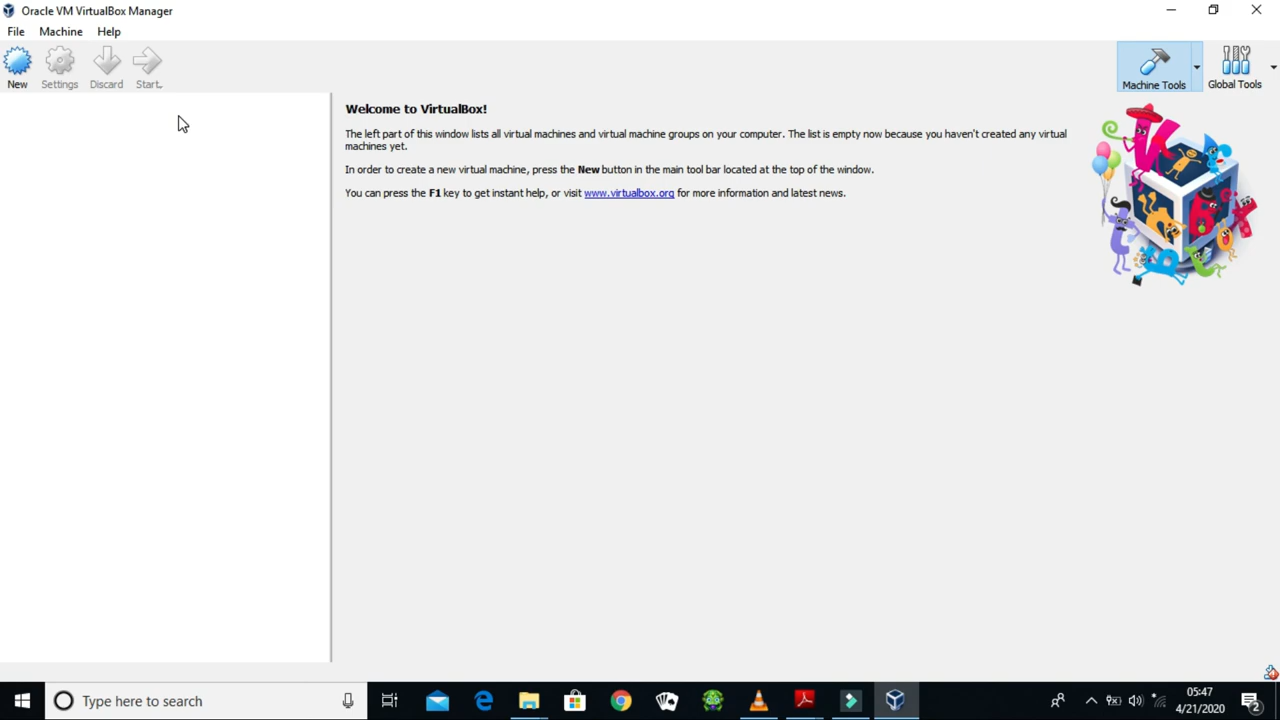 Oracle VM VirtualBox Manager
File Machine Help
New Settings Discard Start
Machine Tools Global Tools
Welcome to VirtualBox!
The left part of this window lists all virtual machines and virtual machine groups on your computer. The list is empty now because you haven't created any virtual
machines yet.
In order to create a new virtual machine, press the New button in the main tool bar located at the top of the window.
You can press the F1 key to get instant help, or visit www.virtualbox.org for more information and latest news.
Type here to search
05:47
4/21/2020
2